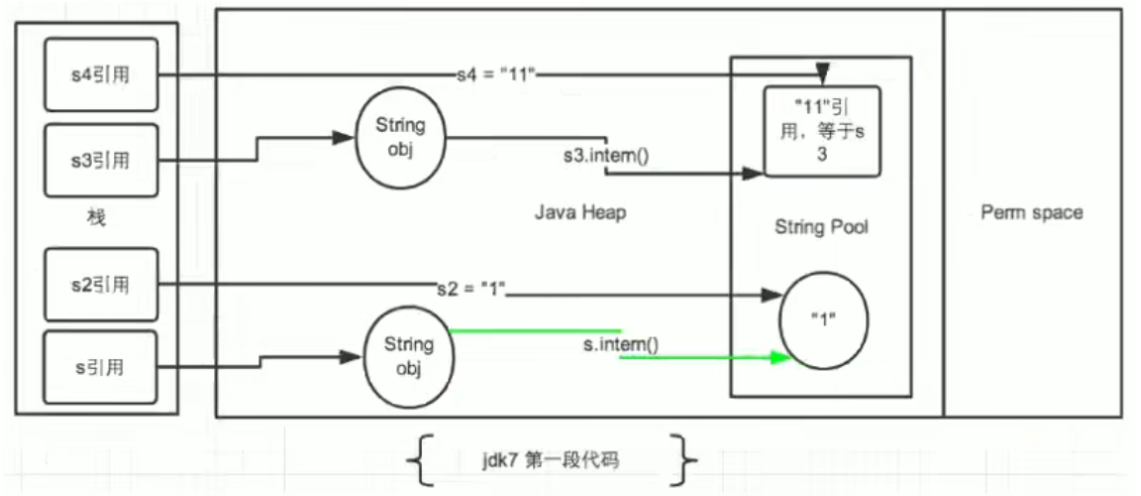 s4引用
s4 = "11"
"11"引
用，等于s
3
String
obj
s3引用
s3.intern()
栈
Java Heap
String Pool
Perm space
s2引用
s2 = "1"
"1"
String
obj
s.intern()
s引用
jdk7 第一段代码